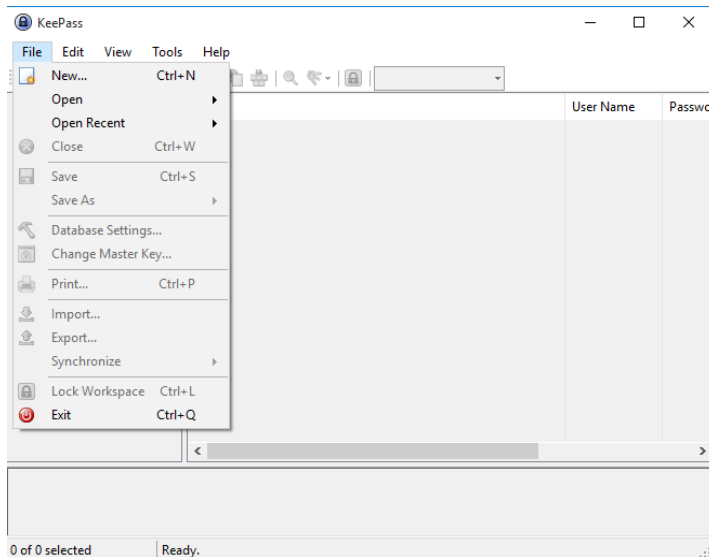 KeePass
File Edit View Tools Help
New... Ctrl+N
Open
Open Recent
Close Ctrl+W
Save Ctrl+S
Save As
Database Settings...
Change Master Key...
Print... Ctrl+P
Import...
Export...
Synchronize
Lock Workspace Ctrl+L
Exit Ctrl+Q
User Name Passwo
0 of 0 selected Ready.